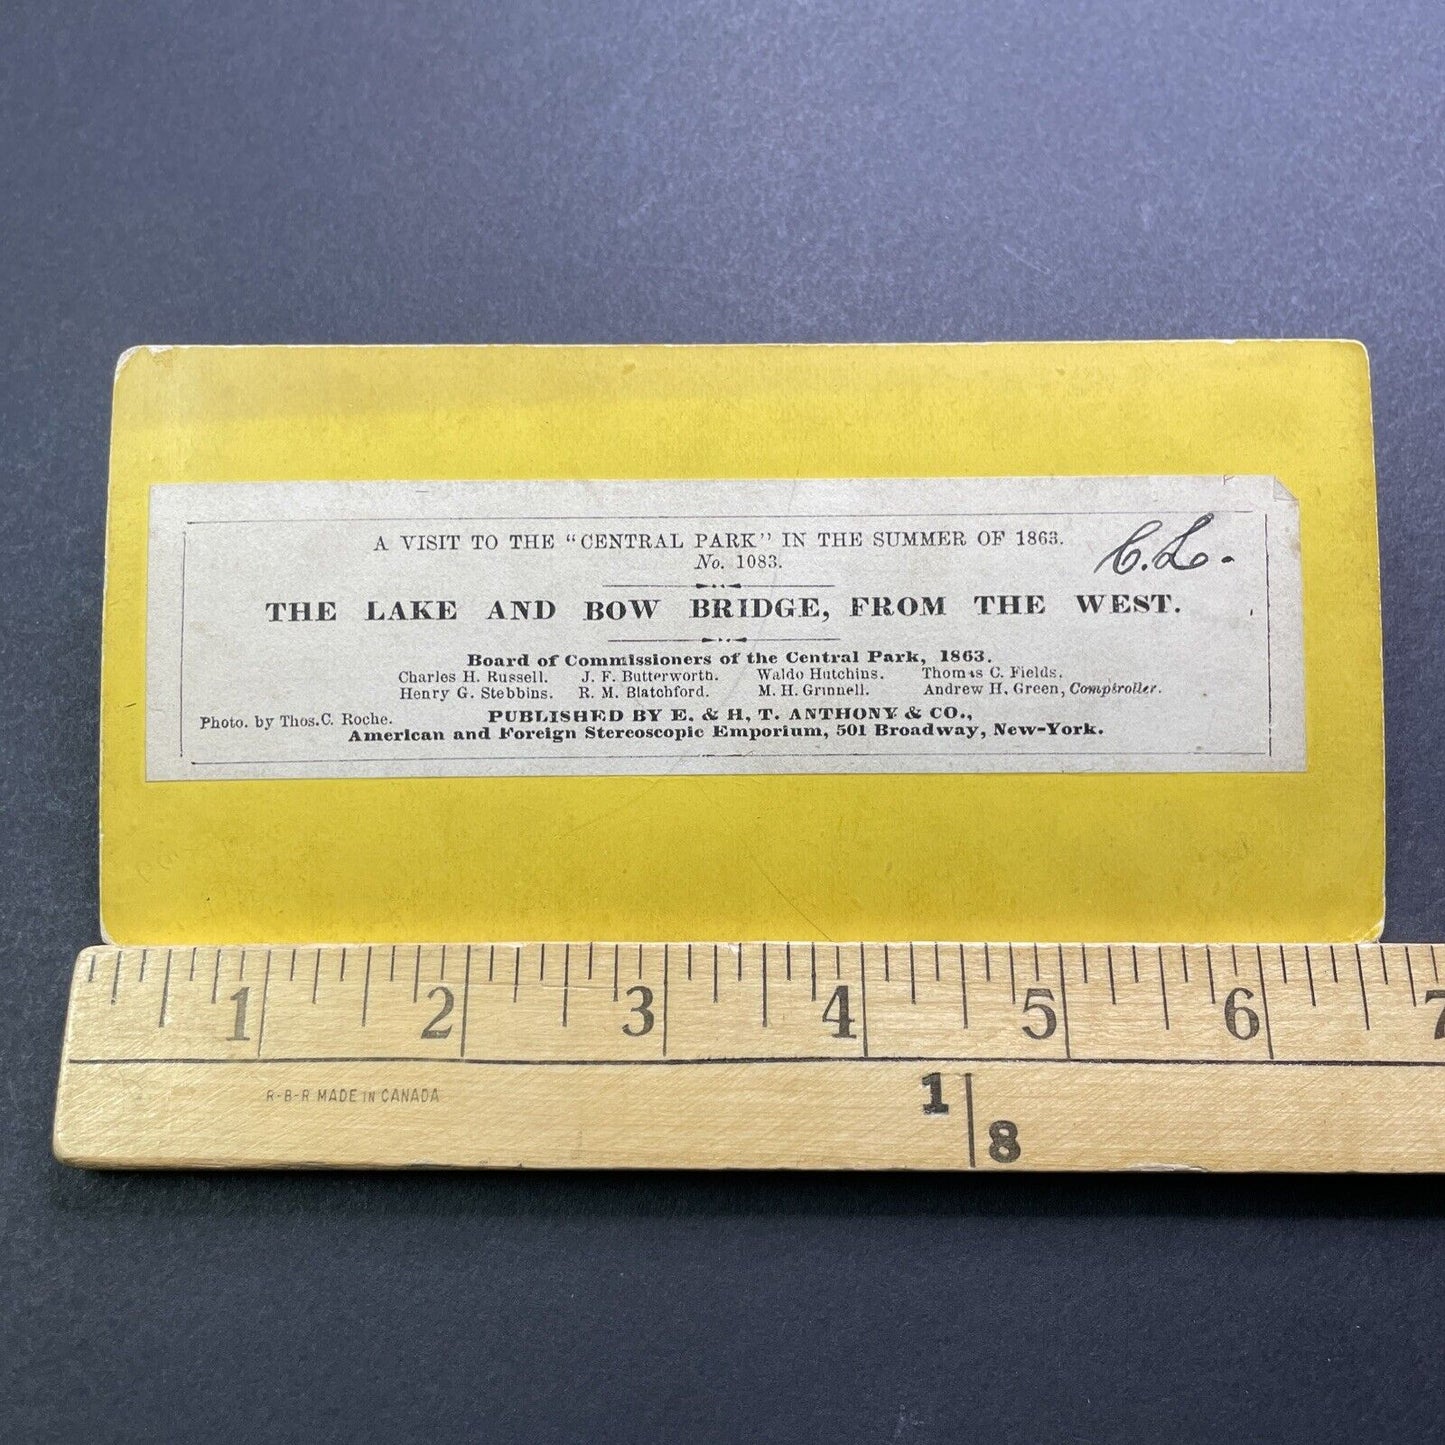 A VISIT TO THE “CENTRAL PARK” IN THE SUMMER OF 1863.
No. 1083.
C.L.
THE LAKE AND BOW BRIDGE, FROM THE WEST.
Board of Commissioners of the Central Park, 1863.
Charles H. Russell. J. F. Butterworth. Waldo Hutchins. Thomas C. Fields.
Henry G. Stebbins. R. M. Blatchford. M. H. Grinnell. Andrew H. Green, Comptroller.
Photo. by Thos. C. Roche. PUBLISHED BY E. & H. T. ANTHONY & CO.,
American and Foreign Stereoscopic Emporium, 501 Broadway, New-York.
1 2 3 4 5 6 7
R-B-R MADE IN CANADA
1
8